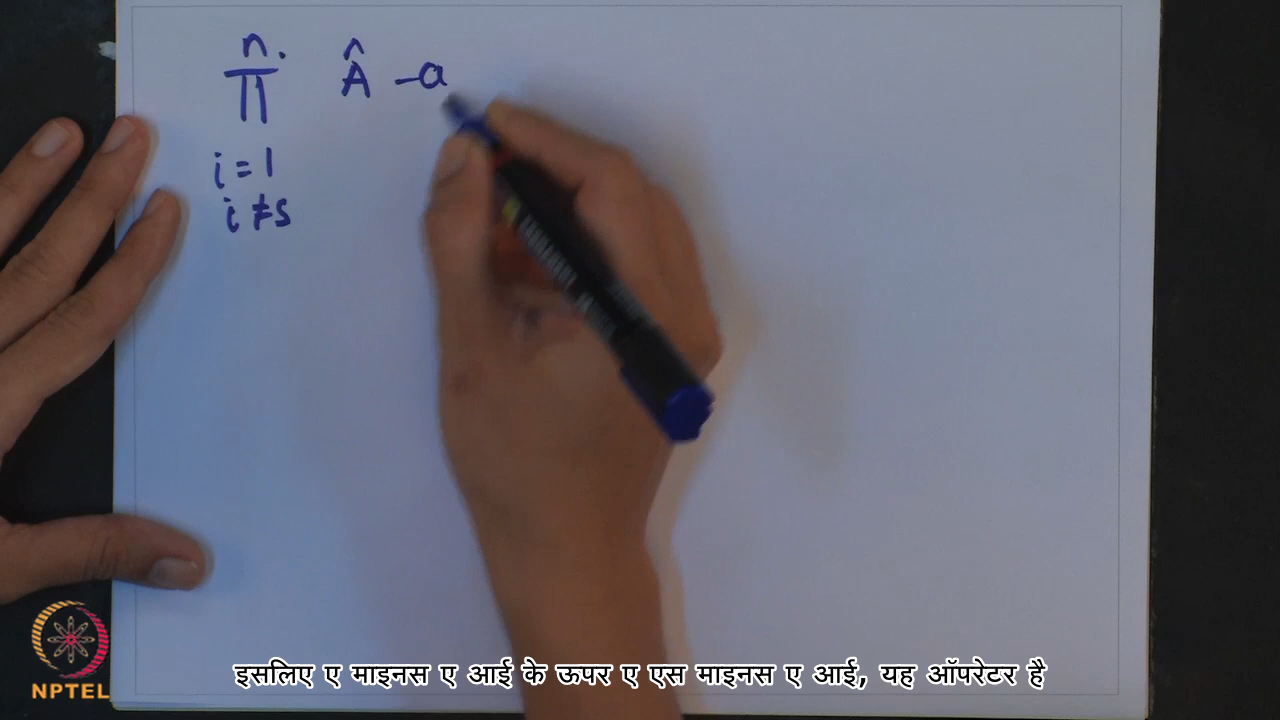 n.
∏ Â - a
i = 1
i ≠ s
इसलिए ए माइनस ए आई के ऊपर ए एस माइनस ए आई, यह ऑपरेटर है
NPTEL